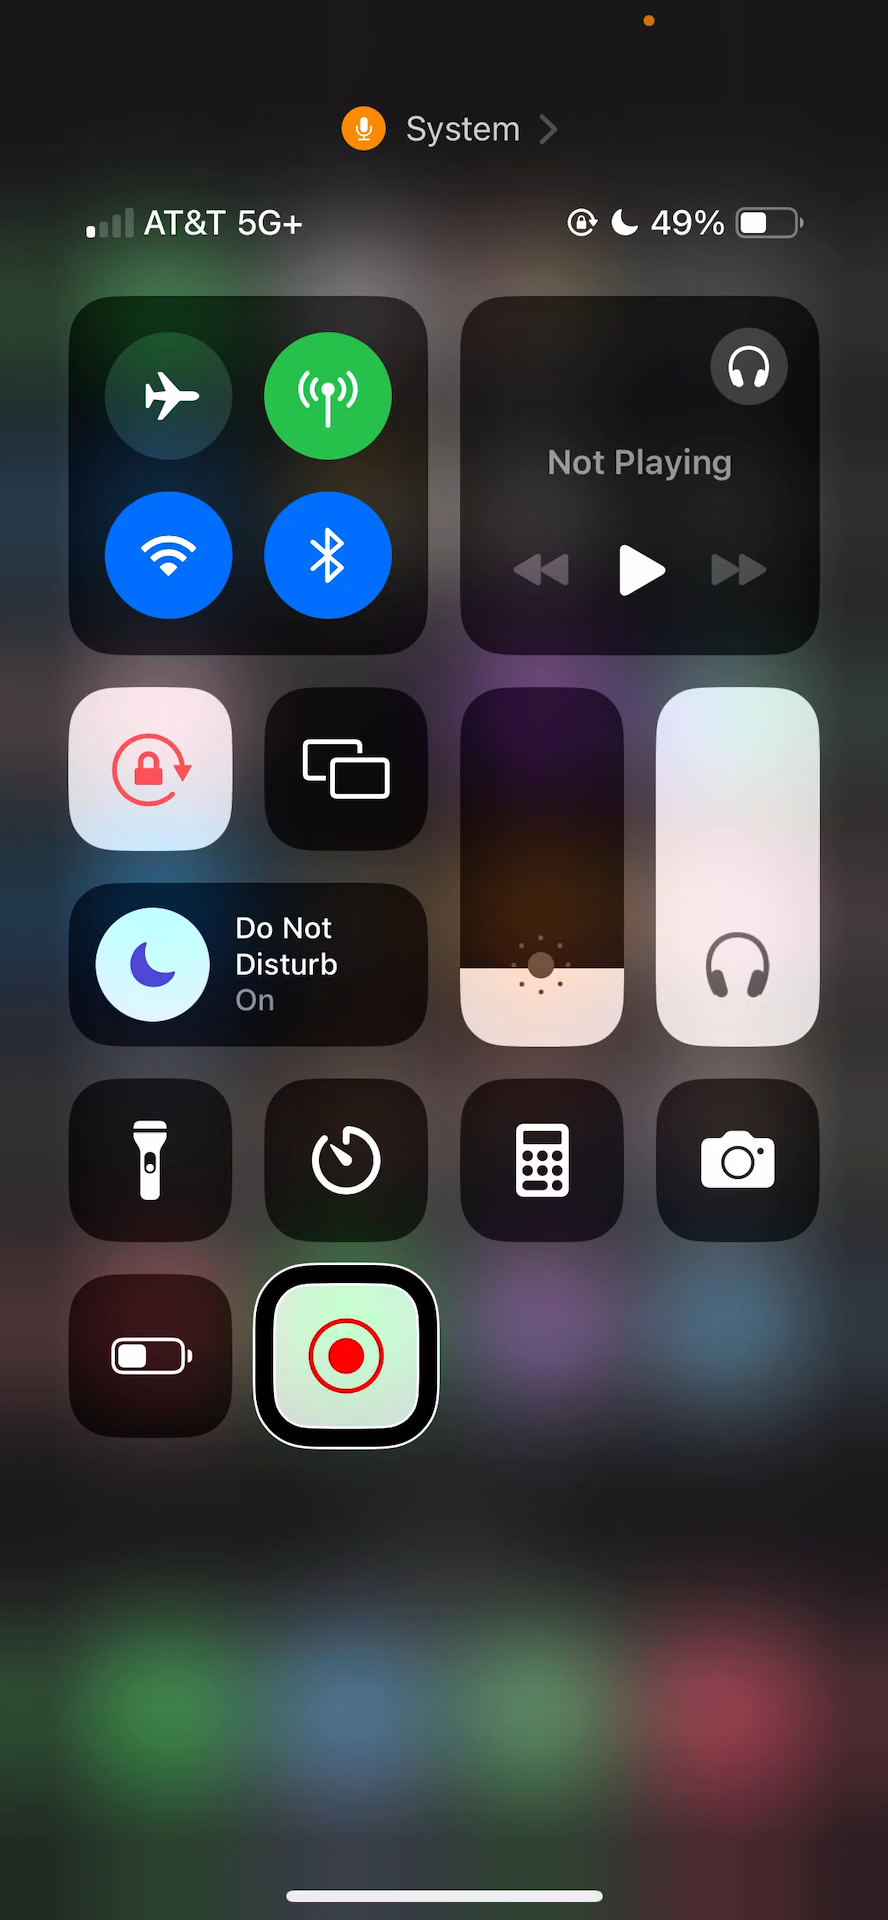 System
AT&T 5G+
49%
Not Playing
Do Not
Disturb
On